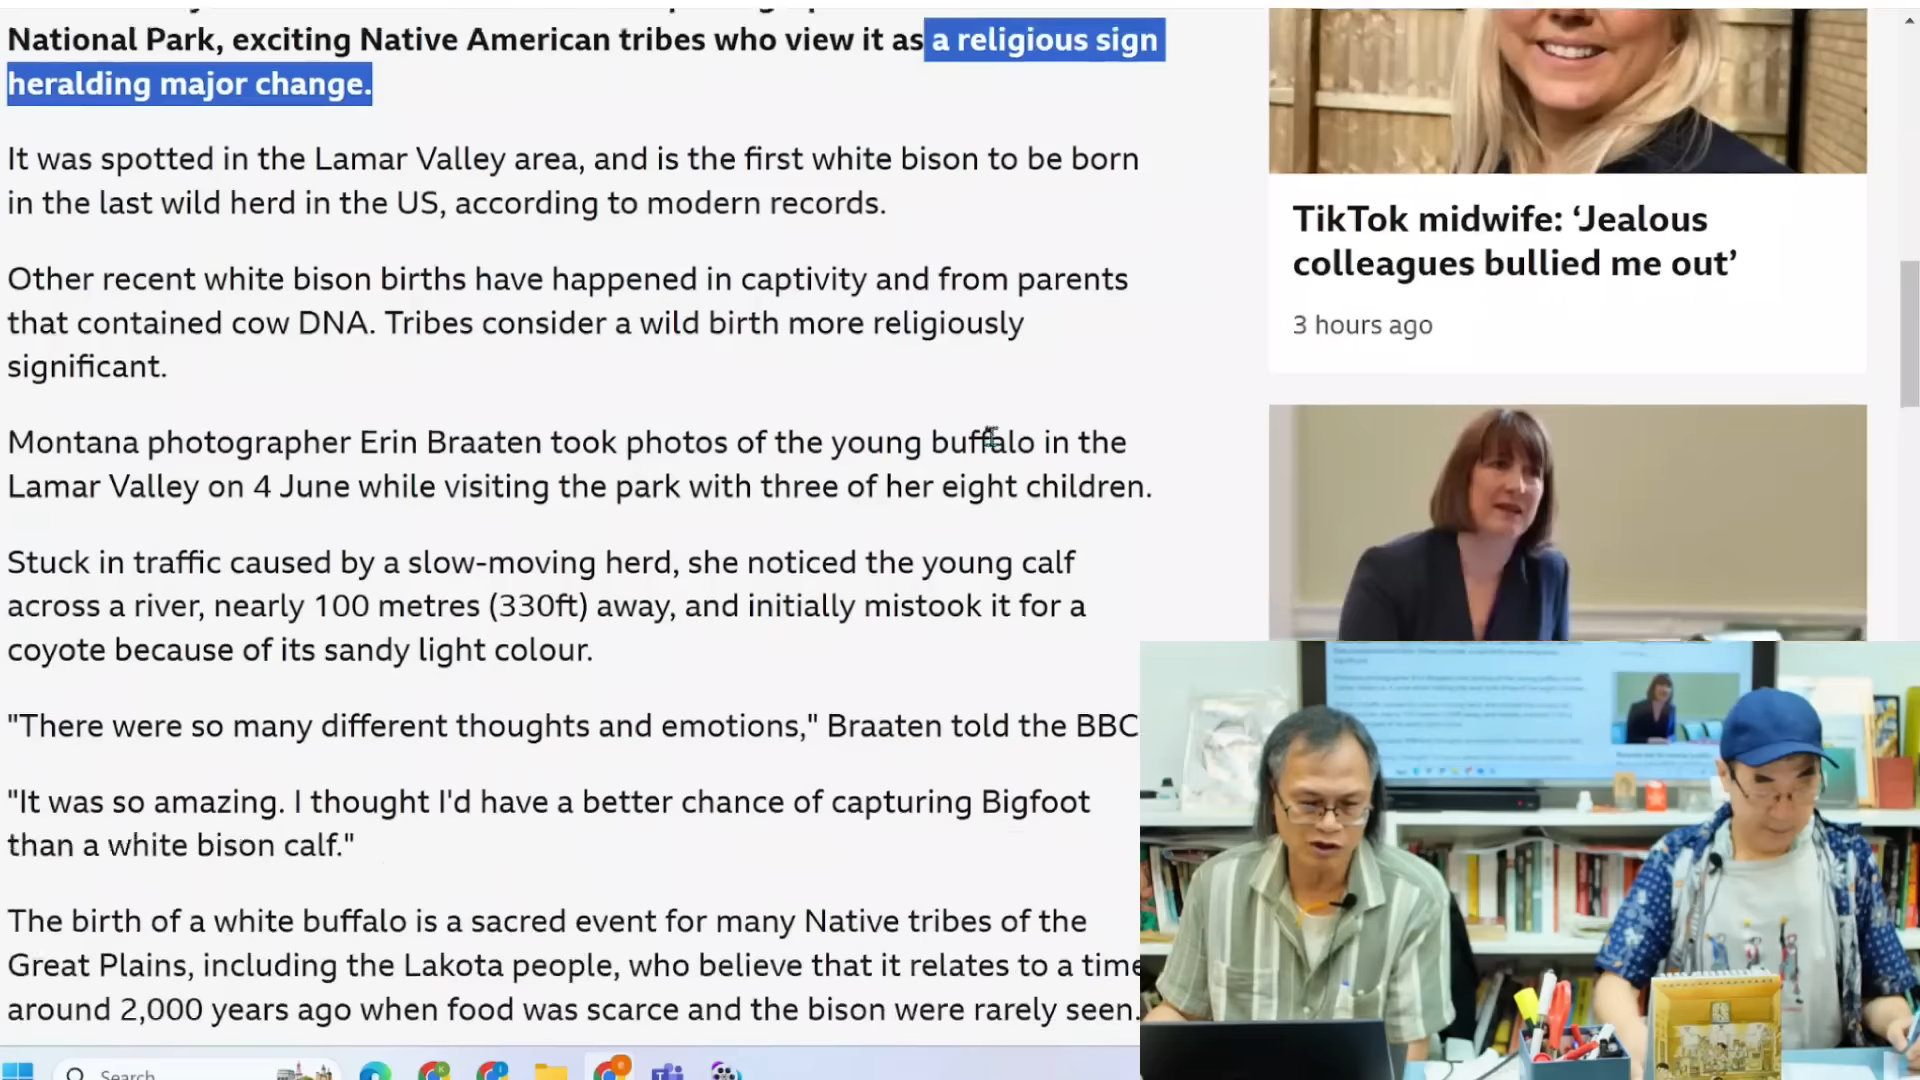 National Park, exciting Native American tribes who view it as a religious sign
heralding major change.
It was spotted in the Lamar Valley area, and is the first white bison to be born
in the last wild herd in the US, according to modern records.
Other recent white bison births have happened in captivity and from parents
that contained cow DNA. Tribes consider a wild birth more religiously
significant.
Montana photographer Erin Braaten took photos of the young buffalo in the
Lamar Valley on 4 June while visiting the park with three of her eight children.
Stuck in traffic caused by a slow-moving herd, she noticed the young calf
across a river, nearly 100 metres (330ft) away, and initially mistook it for a
coyote because of its sandy light colour.
"There were so many different thoughts and emotions," Braaten told the BBC
"It was so amazing. I thought I'd have a better chance of capturing Bigfoot
than a white bison calf."
The birth of a white buffalo is a sacred event for many Native tribes of the
Great Plains, including the Lakota people, who believe that it relates to a time
around 2,000 years ago when food was scarce and the bison were rarely seen.
TikTok midwife: ‘Jealous
colleagues bullied me out’
3 hours ago
Search